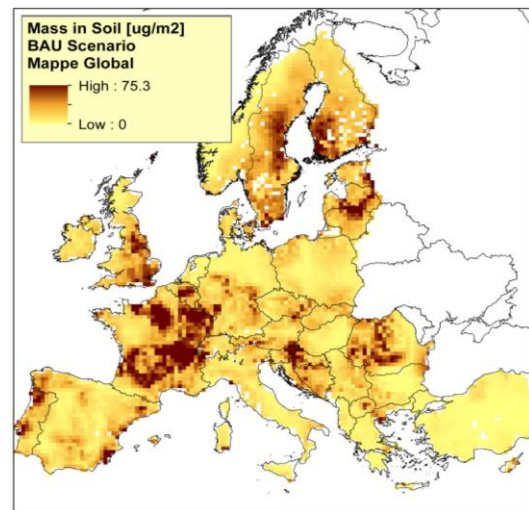 Mass in Soil [ug/m2]
BAU Scenario
Mappe Global
High : 75.3
Low : 0